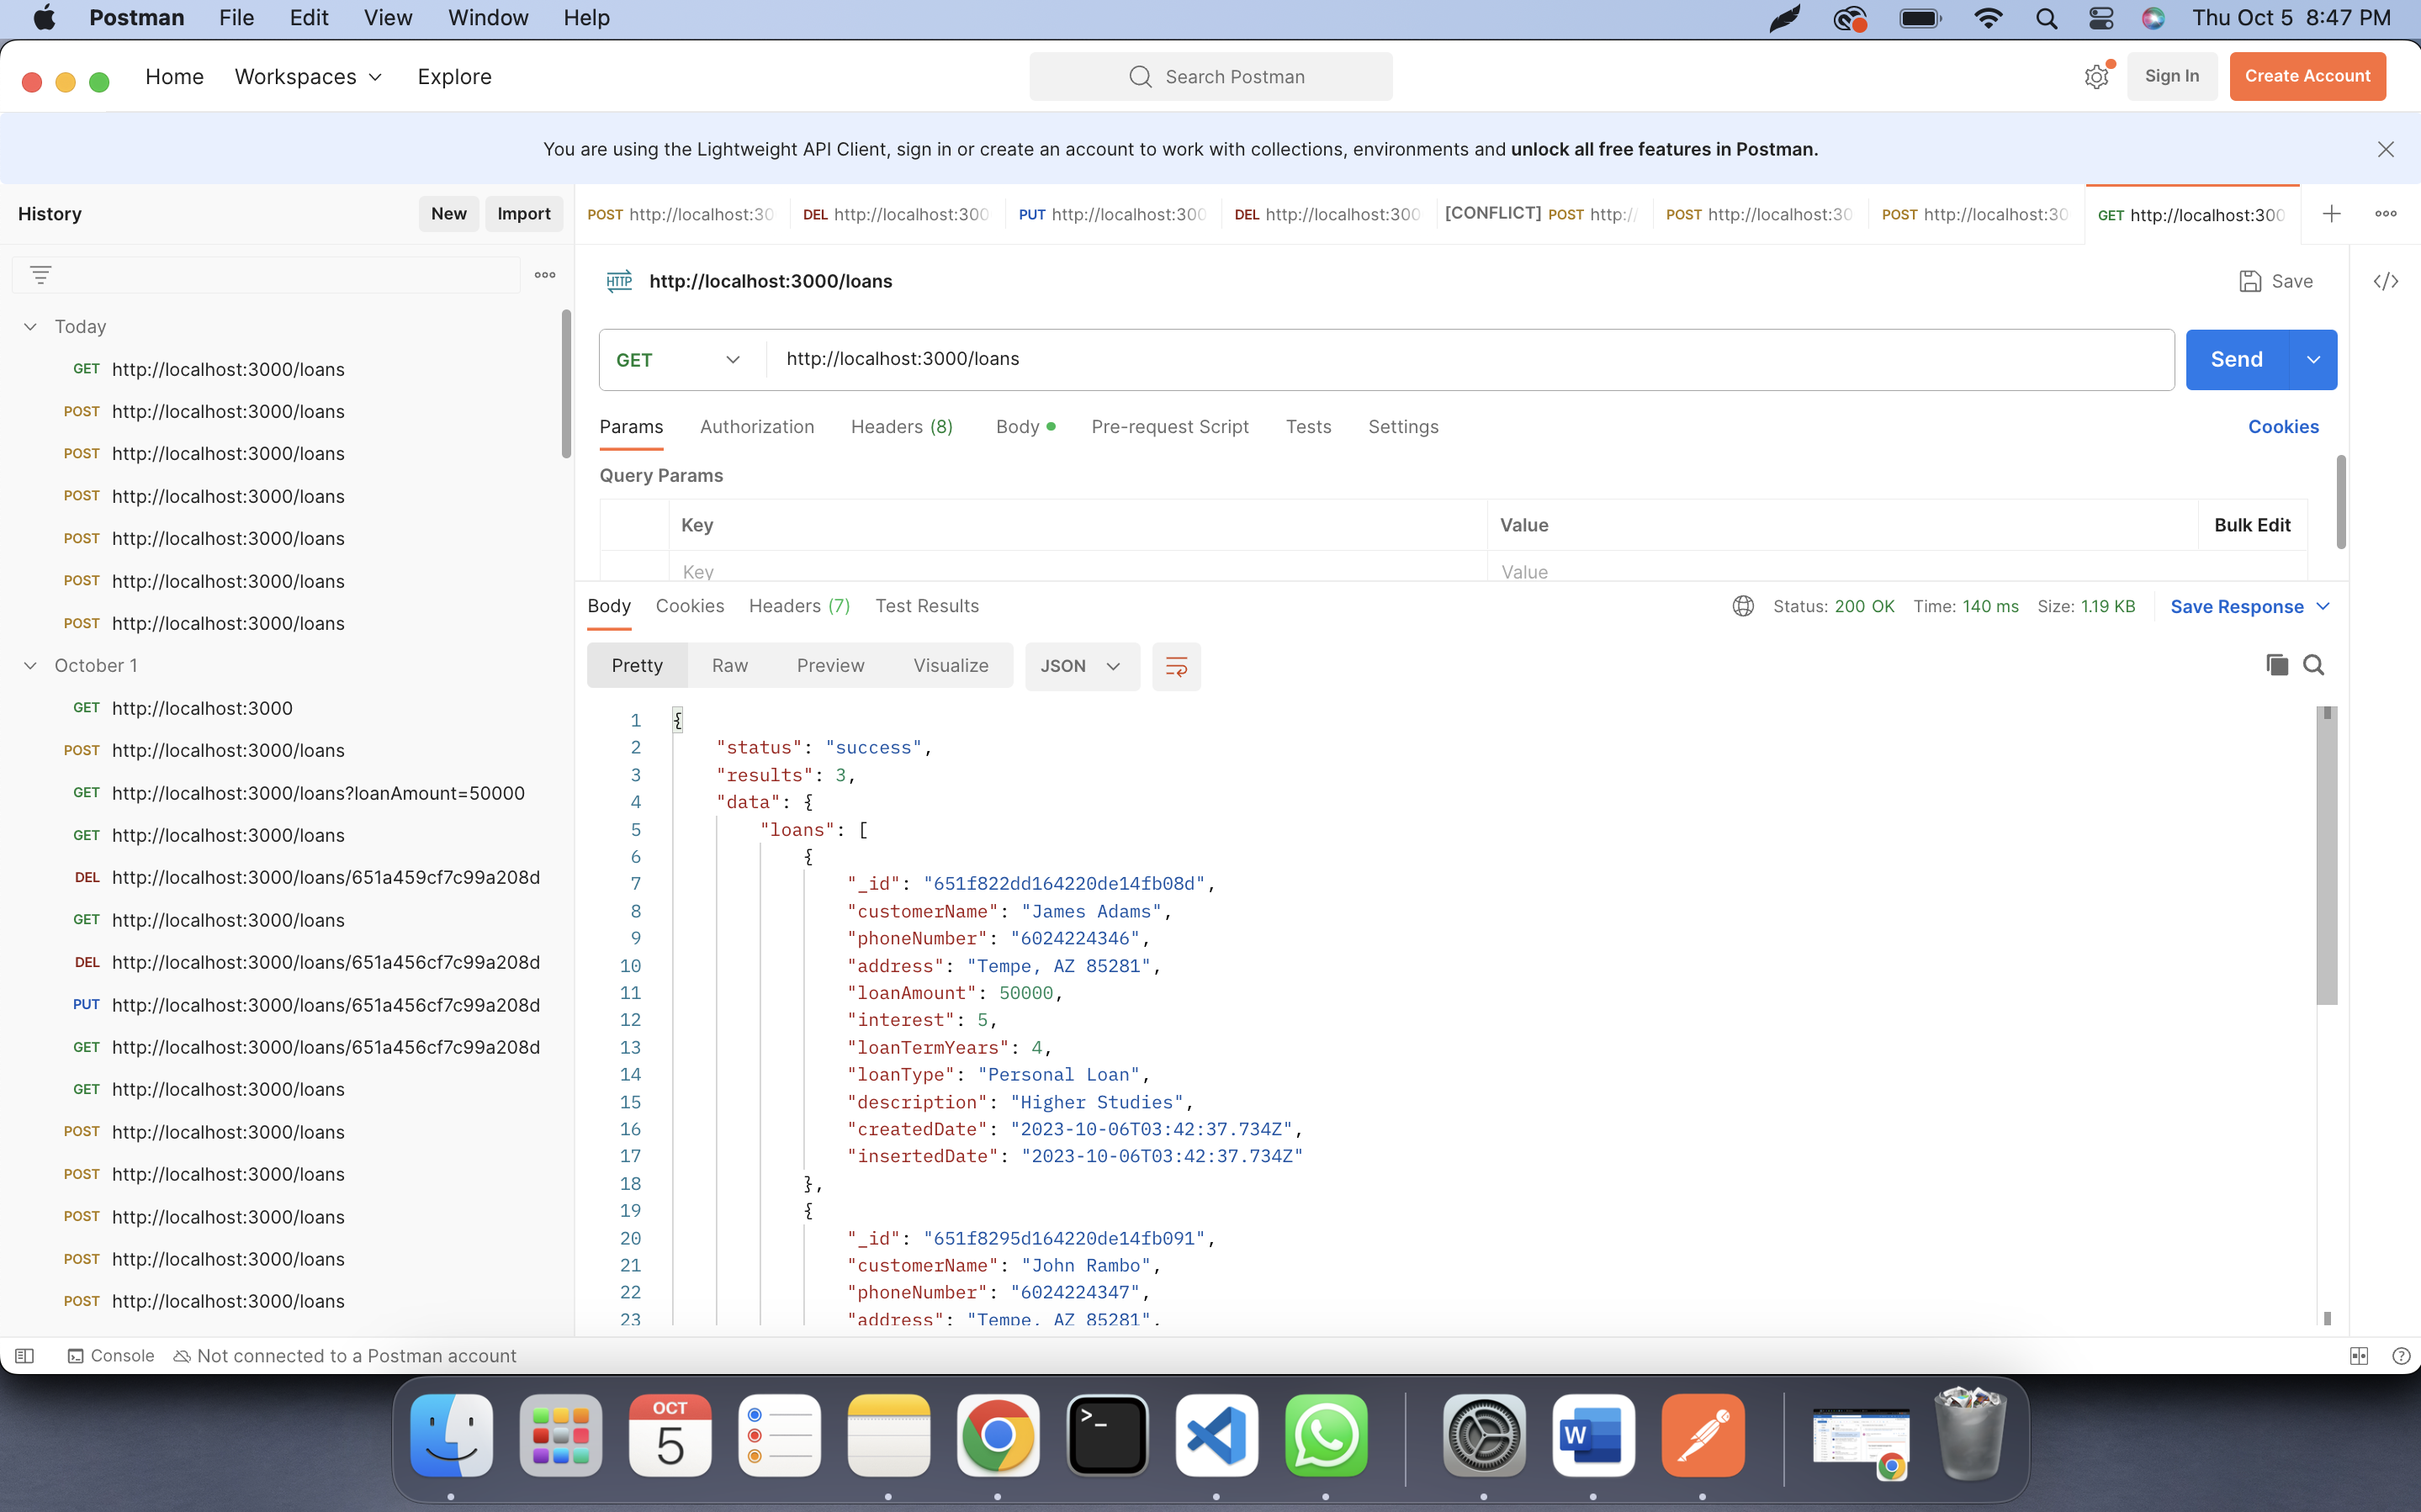 Postman File Edit View Window Help Thu Oct 5 8:47 PM
Home Workspaces Explore Search Postman Sign In Create Account
You are using the Lightweight API Client, sign in or create an account to work with collections, environments and unlock all free features in Postman.
History New Import
POST http://localhost:30 DEL http://localhost:300 PUT http://localhost:300 DEL http://localhost:300 [CONFLICT] POST http:// POST http://localhost:30 POST http://localhost:30 GET http://localhost:300
Today
GET http://localhost:3000/loans
POST http://localhost:3000/loans
POST http://localhost:3000/loans
POST http://localhost:3000/loans
POST http://localhost:3000/loans
POST http://localhost:3000/loans
POST http://localhost:3000/loans
October 1
GET http://localhost:3000
POST http://localhost:3000/loans
GET http://localhost:3000/loans?loanAmount=50000
GET http://localhost:3000/loans
DEL http://localhost:3000/loans/651a459cf7c99a208d
GET http://localhost:3000/loans
DEL http://localhost:3000/loans/651a456cf7c99a208d
PUT http://localhost:3000/loans/651a456cf7c99a208d
GET http://localhost:3000/loans/651a456cf7c99a208d
GET http://localhost:3000/loans
POST http://localhost:3000/loans
POST http://localhost:3000/loans
POST http://localhost:3000/loans
POST http://localhost:3000/loans
POST http://localhost:3000/loans
HTTP http://localhost:3000/loans Save
GET http://localhost:3000/loans Send
Params Authorization Headers (8) Body Pre-request Script Tests Settings Cookies
Query Params
Key Value Bulk Edit
Key Value
Body Cookies Headers (7) Test Results Status: 200 OK Time: 140 ms Size: 1.19 KB Save Response
Pretty Raw Preview Visualize JSON
1 {
2 "status": "success",
3 "results": 3,
4 "data": {
5 "loans": [
6 {
7 "_id": "651f822dd164220de14fb08d",
8 "customerName": "James Adams",
9 "phoneNumber": "6024224346",
10 "address": "Tempe, AZ 85281",
11 "loanAmount": 50000,
12 "interest": 5,
13 "loanTermYears": 4,
14 "loanType": "Personal Loan",
15 "description": "Higher Studies",
16 "createdDate": "2023-10-06T03:42:37.734Z",
17 "insertedDate": "2023-10-06T03:42:37.734Z"
18 },
19 {
20 "_id": "651f8295d164220de14fb091",
21 "customerName": "John Rambo",
22 "phoneNumber": "6024224347",
23 "address": "Tempe, AZ 85281",
Console Not connected to a Postman account
OCT
5
>_
W